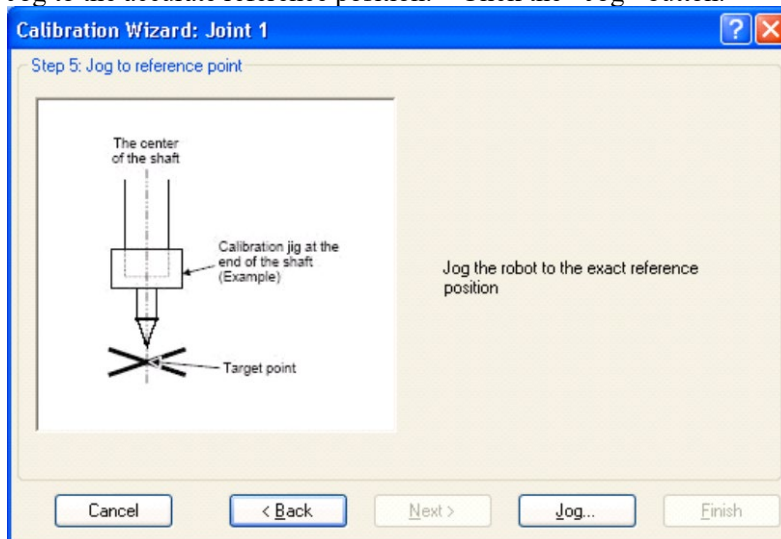 Calibration Wizard: Joint 1
Step 5: Jog to reference point
The center
of the shaft
Calibration jig at the
end of the shaft
(Example)
Target point
Jog the robot to the exact reference
position
Cancel
< Back
Next >
Jog...
Finish